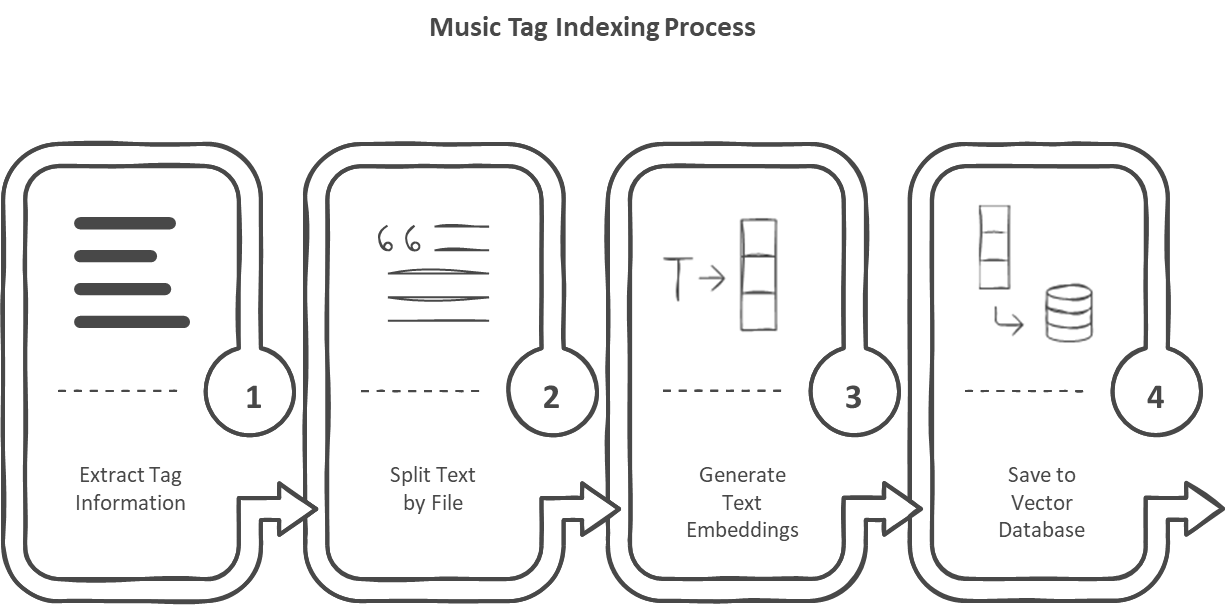 Music Tag Indexing Process
1
Extract Tag
Information
2
Split Text
by File
T
3
Generate
Text
Embeddings
4
Save to
Vector
Database